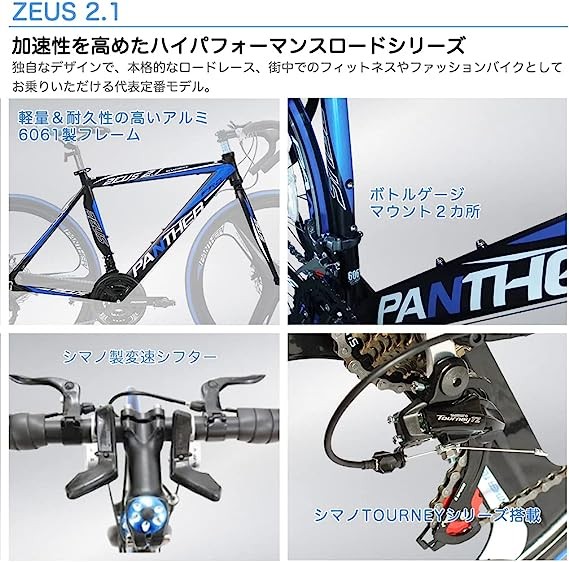 ZEUS 2.1
加速性を高めたハイパフォーマンスロードシリーズ
独自なデザインで、本格的なロードレース、街中でのフィットネスやファッションバイクとして
お乗りいただける代表定番モデル。
軽量＆耐久性の高いアルミ
6061製フレーム
ZEUS 2.1
PANTHER
ボトルゲージ
マウント２カ所
6061
PANTHE
シマノ製変速シフター
SHIMANO
Tourney TZ
シマノTOURNEYシリーズ搭載